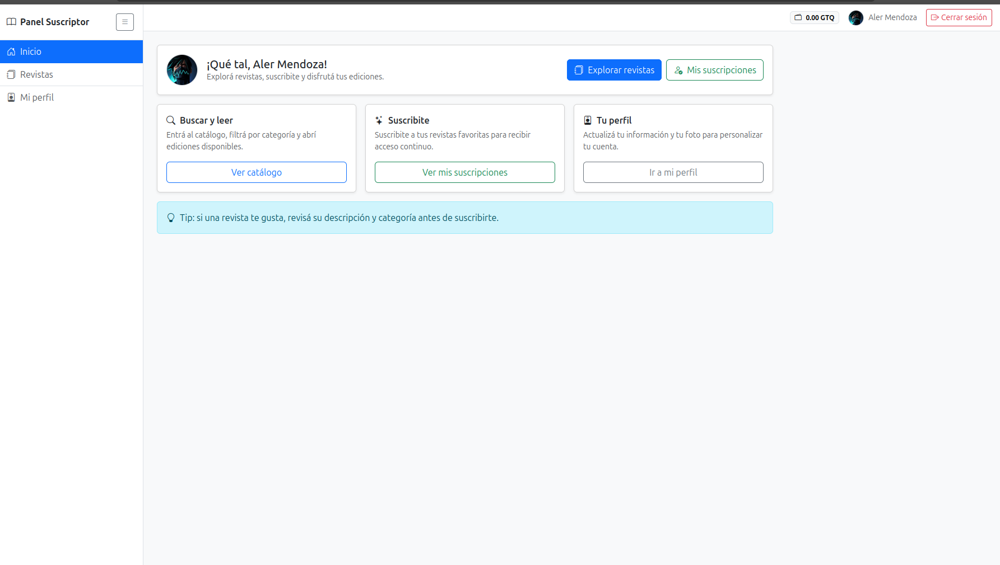 Panel Suscriptor
0.00 GTQ
Aler Mendoza
Cerrar sesión
Inicio
Revistas
Mi perfil
¡Qué tal, Aler Mendoza!
Explorá revistas, suscribite y disfrutá tus ediciones.
Explorar revistas
Mis suscripciones
Buscar y leer
Entrá al catálogo, filtrá por categoría y abrí
ediciones disponibles.
Ver catálogo
Suscribite
Suscribite a tus revistas favoritas para recibir
acceso continuo.
Ver mis suscripciones
Tu perfil
Actualizá tu información y tu foto para personalizar
tu cuenta.
Ir a mi perfil
Tip: si una revista te gusta, revisá su descripción y categoría antes de suscribirte.